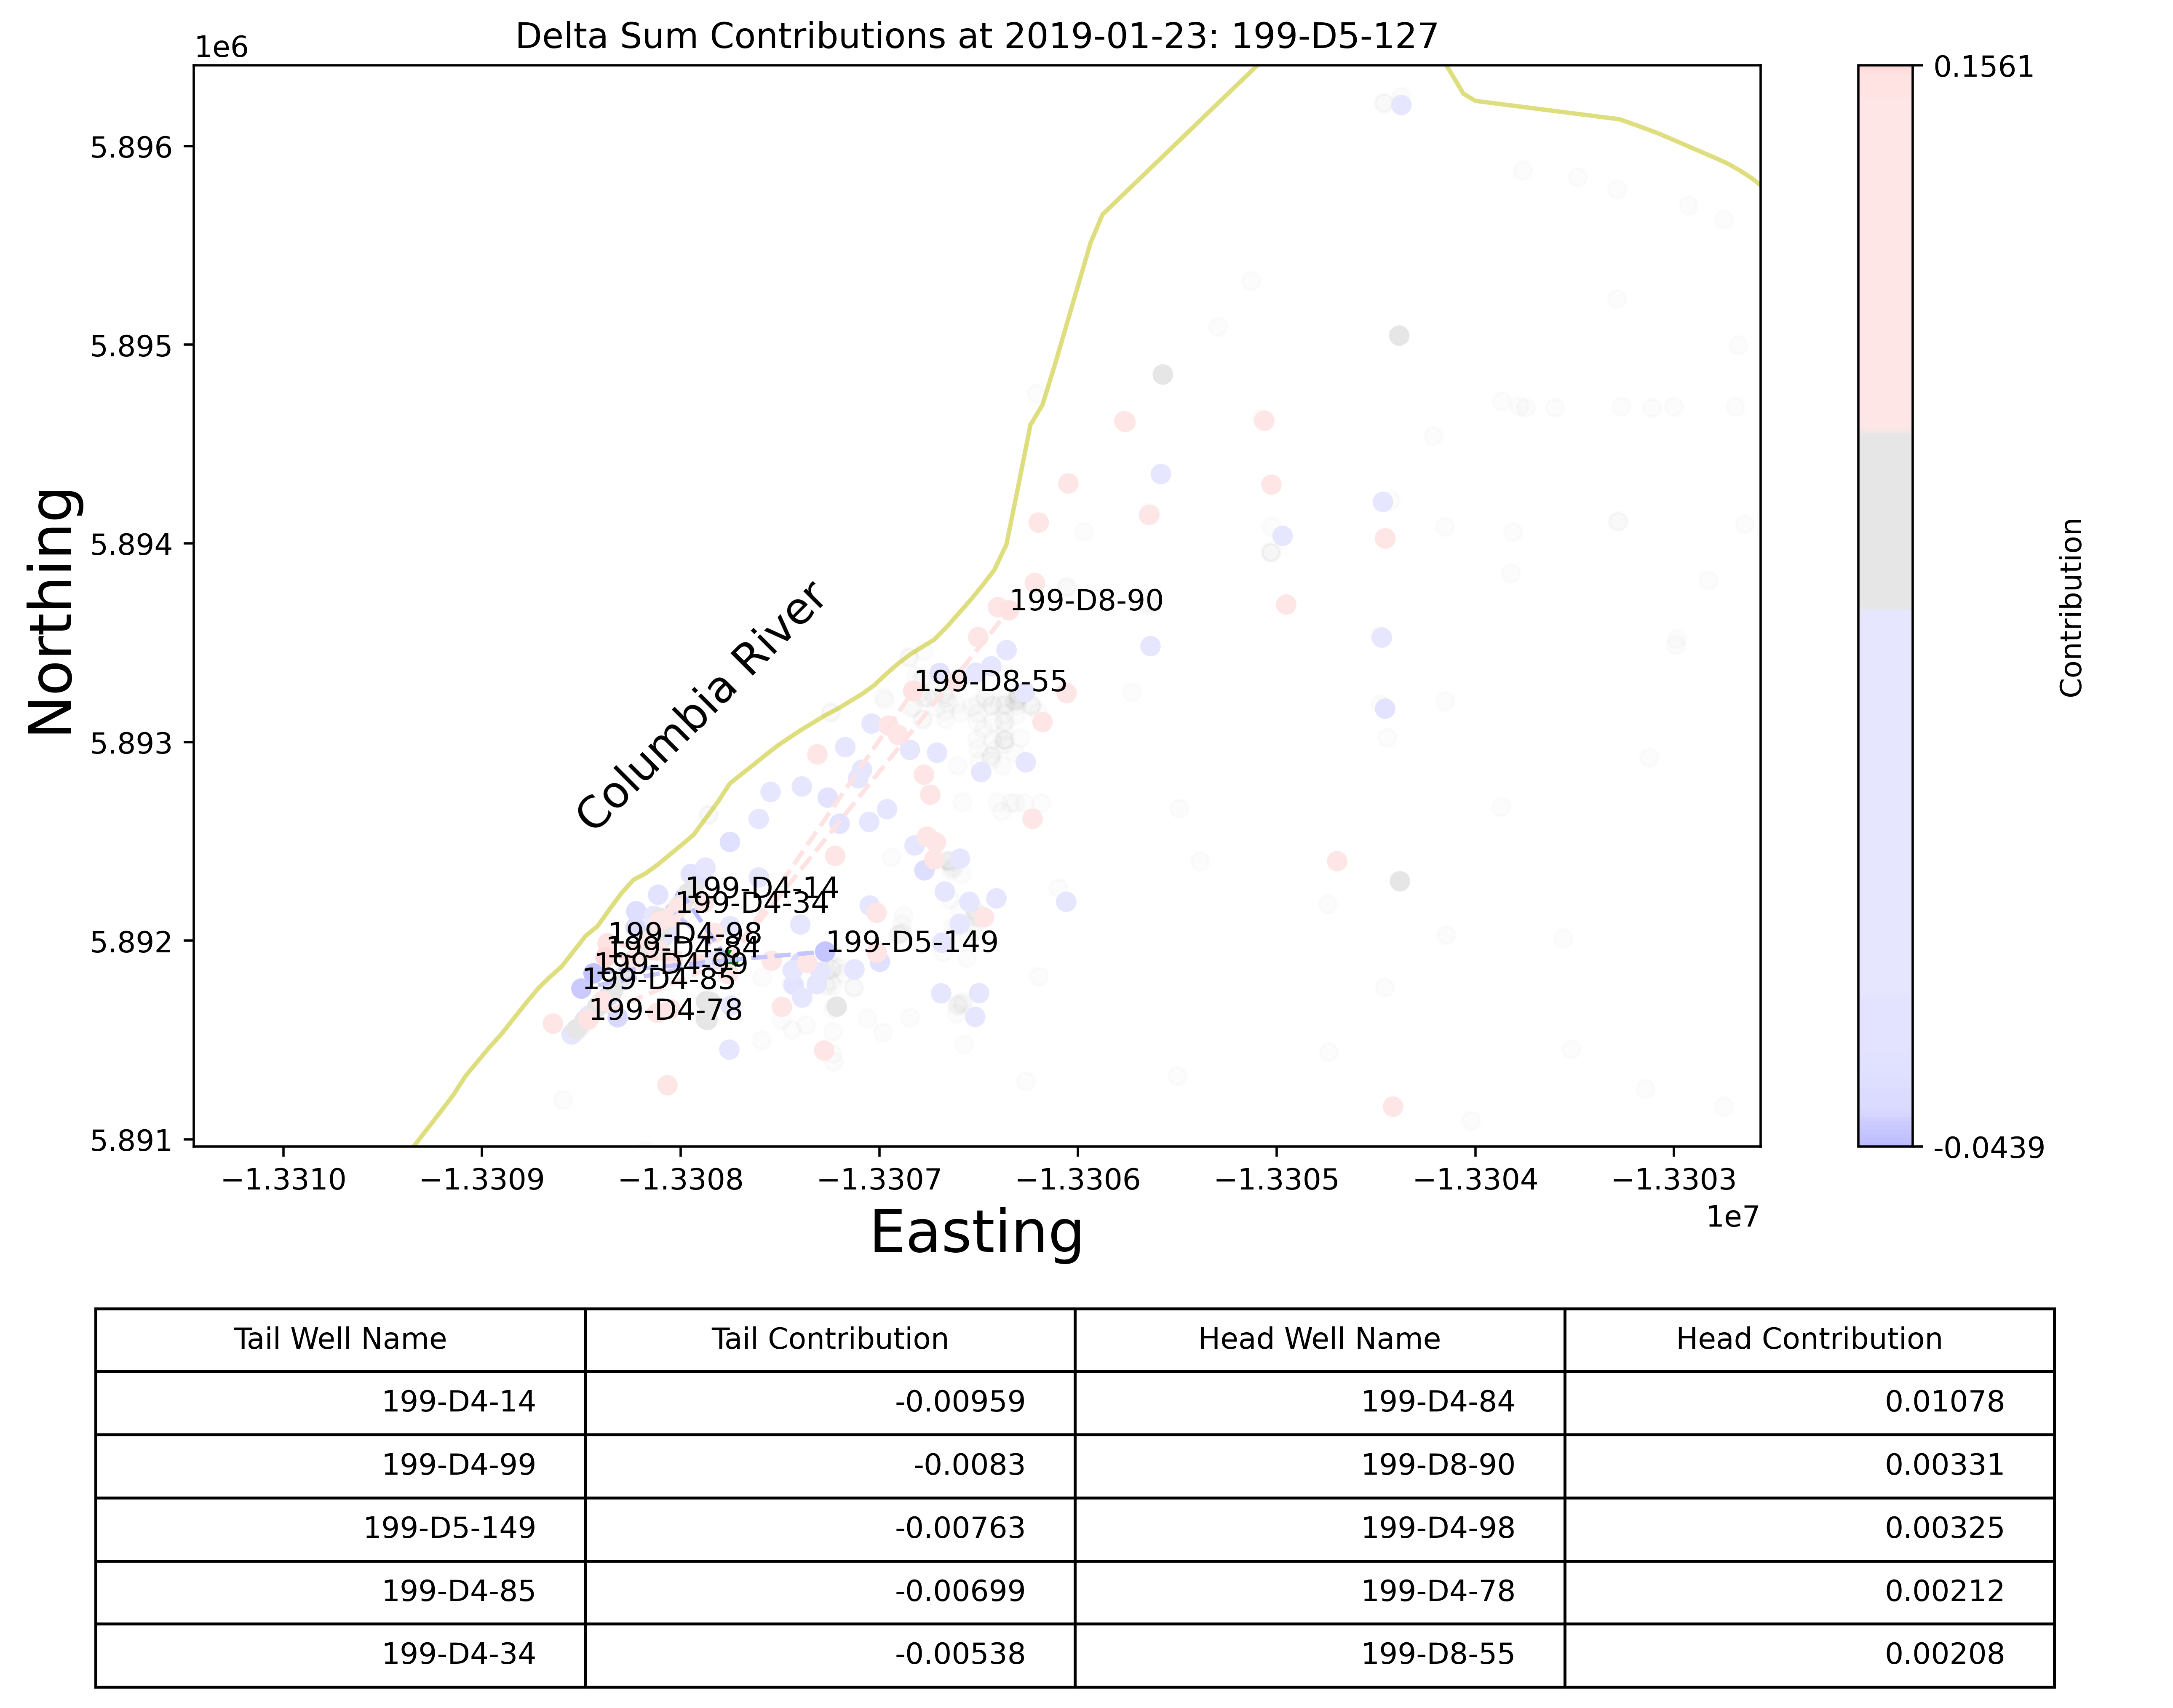 Delta Sum Contributions at 2019-01-23: 199-D5-127
1e6
0.1561
5.896
5.895
5.894
5.893
5.892
5.891
Northing
Columbia River
199-D8-90
199-D8-55
199-D4-14
199-D4-34
199-D4-98
199-D5-149
199-D4-84
199-D4-99
199-D4-85
199-D4-78
Contribution
-0.0439
−1.3310 −1.3309 −1.3308 −1.3307 −1.3306 −1.3305 −1.3304 −1.3303
1e7
Easting
Tail Well Name Tail Contribution Head Well Name Head Contribution
199-D4-14 -0.00959 199-D4-84 0.01078
199-D4-99 -0.0083 199-D8-90 0.00331
199-D5-149 -0.00763 199-D4-98 0.00325
199-D4-85 -0.00699 199-D4-78 0.00212
199-D4-34 -0.00538 199-D8-55 0.00208